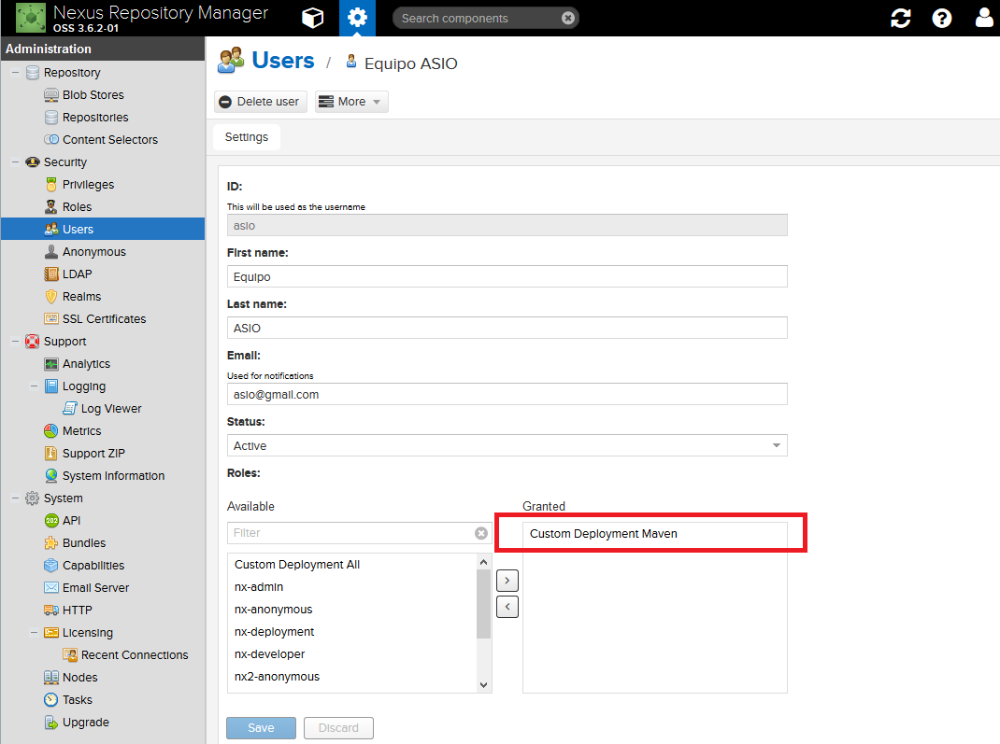 Nexus Repository Manager
OSS 3.6.2-01
Search components
Administration
Repository
Blob Stores
Repositories
Content Selectors
Security
Privileges
Roles
Users
Anonymous
LDAP
Realms
SSL Certificates
Support
Analytics
Logging
Log Viewer
Metrics
Support ZIP
System Information
System
API
Bundles
Capabilities
Email Server
HTTP
Licensing
Recent Connections
Nodes
Tasks
Upgrade
Users / Equipo ASIO
Delete user More
Settings
ID:
This will be used as the username
asio
First name:
Equipo
Last name:
ASIO
Email:
Used for notifications
asio@gmail.com
Status:
Active
Roles:
Available
Filter
Custom Deployment All
nx-admin
nx-anonymous
nx-deployment
nx-developer
nx2-anonymous
Granted
Custom Deployment Maven
Save Discard